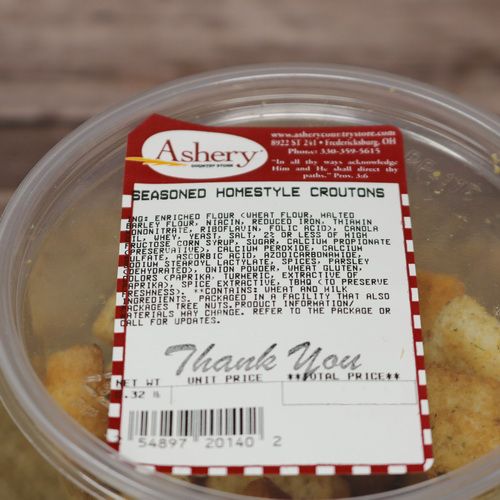 Ashery
COUNTRY STORE
www.asherycountrystore.com
8922 ST 241 • Fredericksburg, OH
Phone: 330-359-5615
"In all thy ways acknowledge
Him and He shall direct thy
paths." Prov. 3:6
SEASONED HOMESTYLE CROUTONS
ING: ENRICHED FLOUR (WHEAT FLOUR, MALTED
BARLEY FLOUR, NIACIN, REDUCED IRON, THIAMIN
MONONITRATE, RIBOFLAVIN, FOLIC ACID), CANOLA
OIL, WHEY, YEAST, SALT, 2% OR LESS OF HIGH
FRUCTOSE CORN SYRUP, SUGAR, CALCIUM PROPIONATE
(PRESERVATIVE), CALCIUM PEROXIDE, CALCIUM
SULFATE, ASCORBIC ACID, AZODICARBONAMIDE,
SODIUM STEAROYL LACTYLATE, SPICES, PARSLEY
(DEHYDRATED), ONION POWDER, WHEAT GLUTEN,
COLORS (PAPRIKA, TURMERIC, EXTRACTIVE OF
PAPRIKA), SPICE EXTRACTIVE, TBHQ (TO PRESERVE
FRESHNESS). **CONTAINS: WHEAT AND MILK
INGREDIENTS. PACKAGED IN A FACILITY THAT ALSO
PACKAGES TREE NUTS.PRODUCT INFORMATION/
MATERIALS MAY CHANGE. REFER TO THE PACKAGE OR
CALL FOR UPDATES.
Thank You
NET WT UNIT PRICE **TOTAL PRICE**
0.32 lb
54897 20140 2